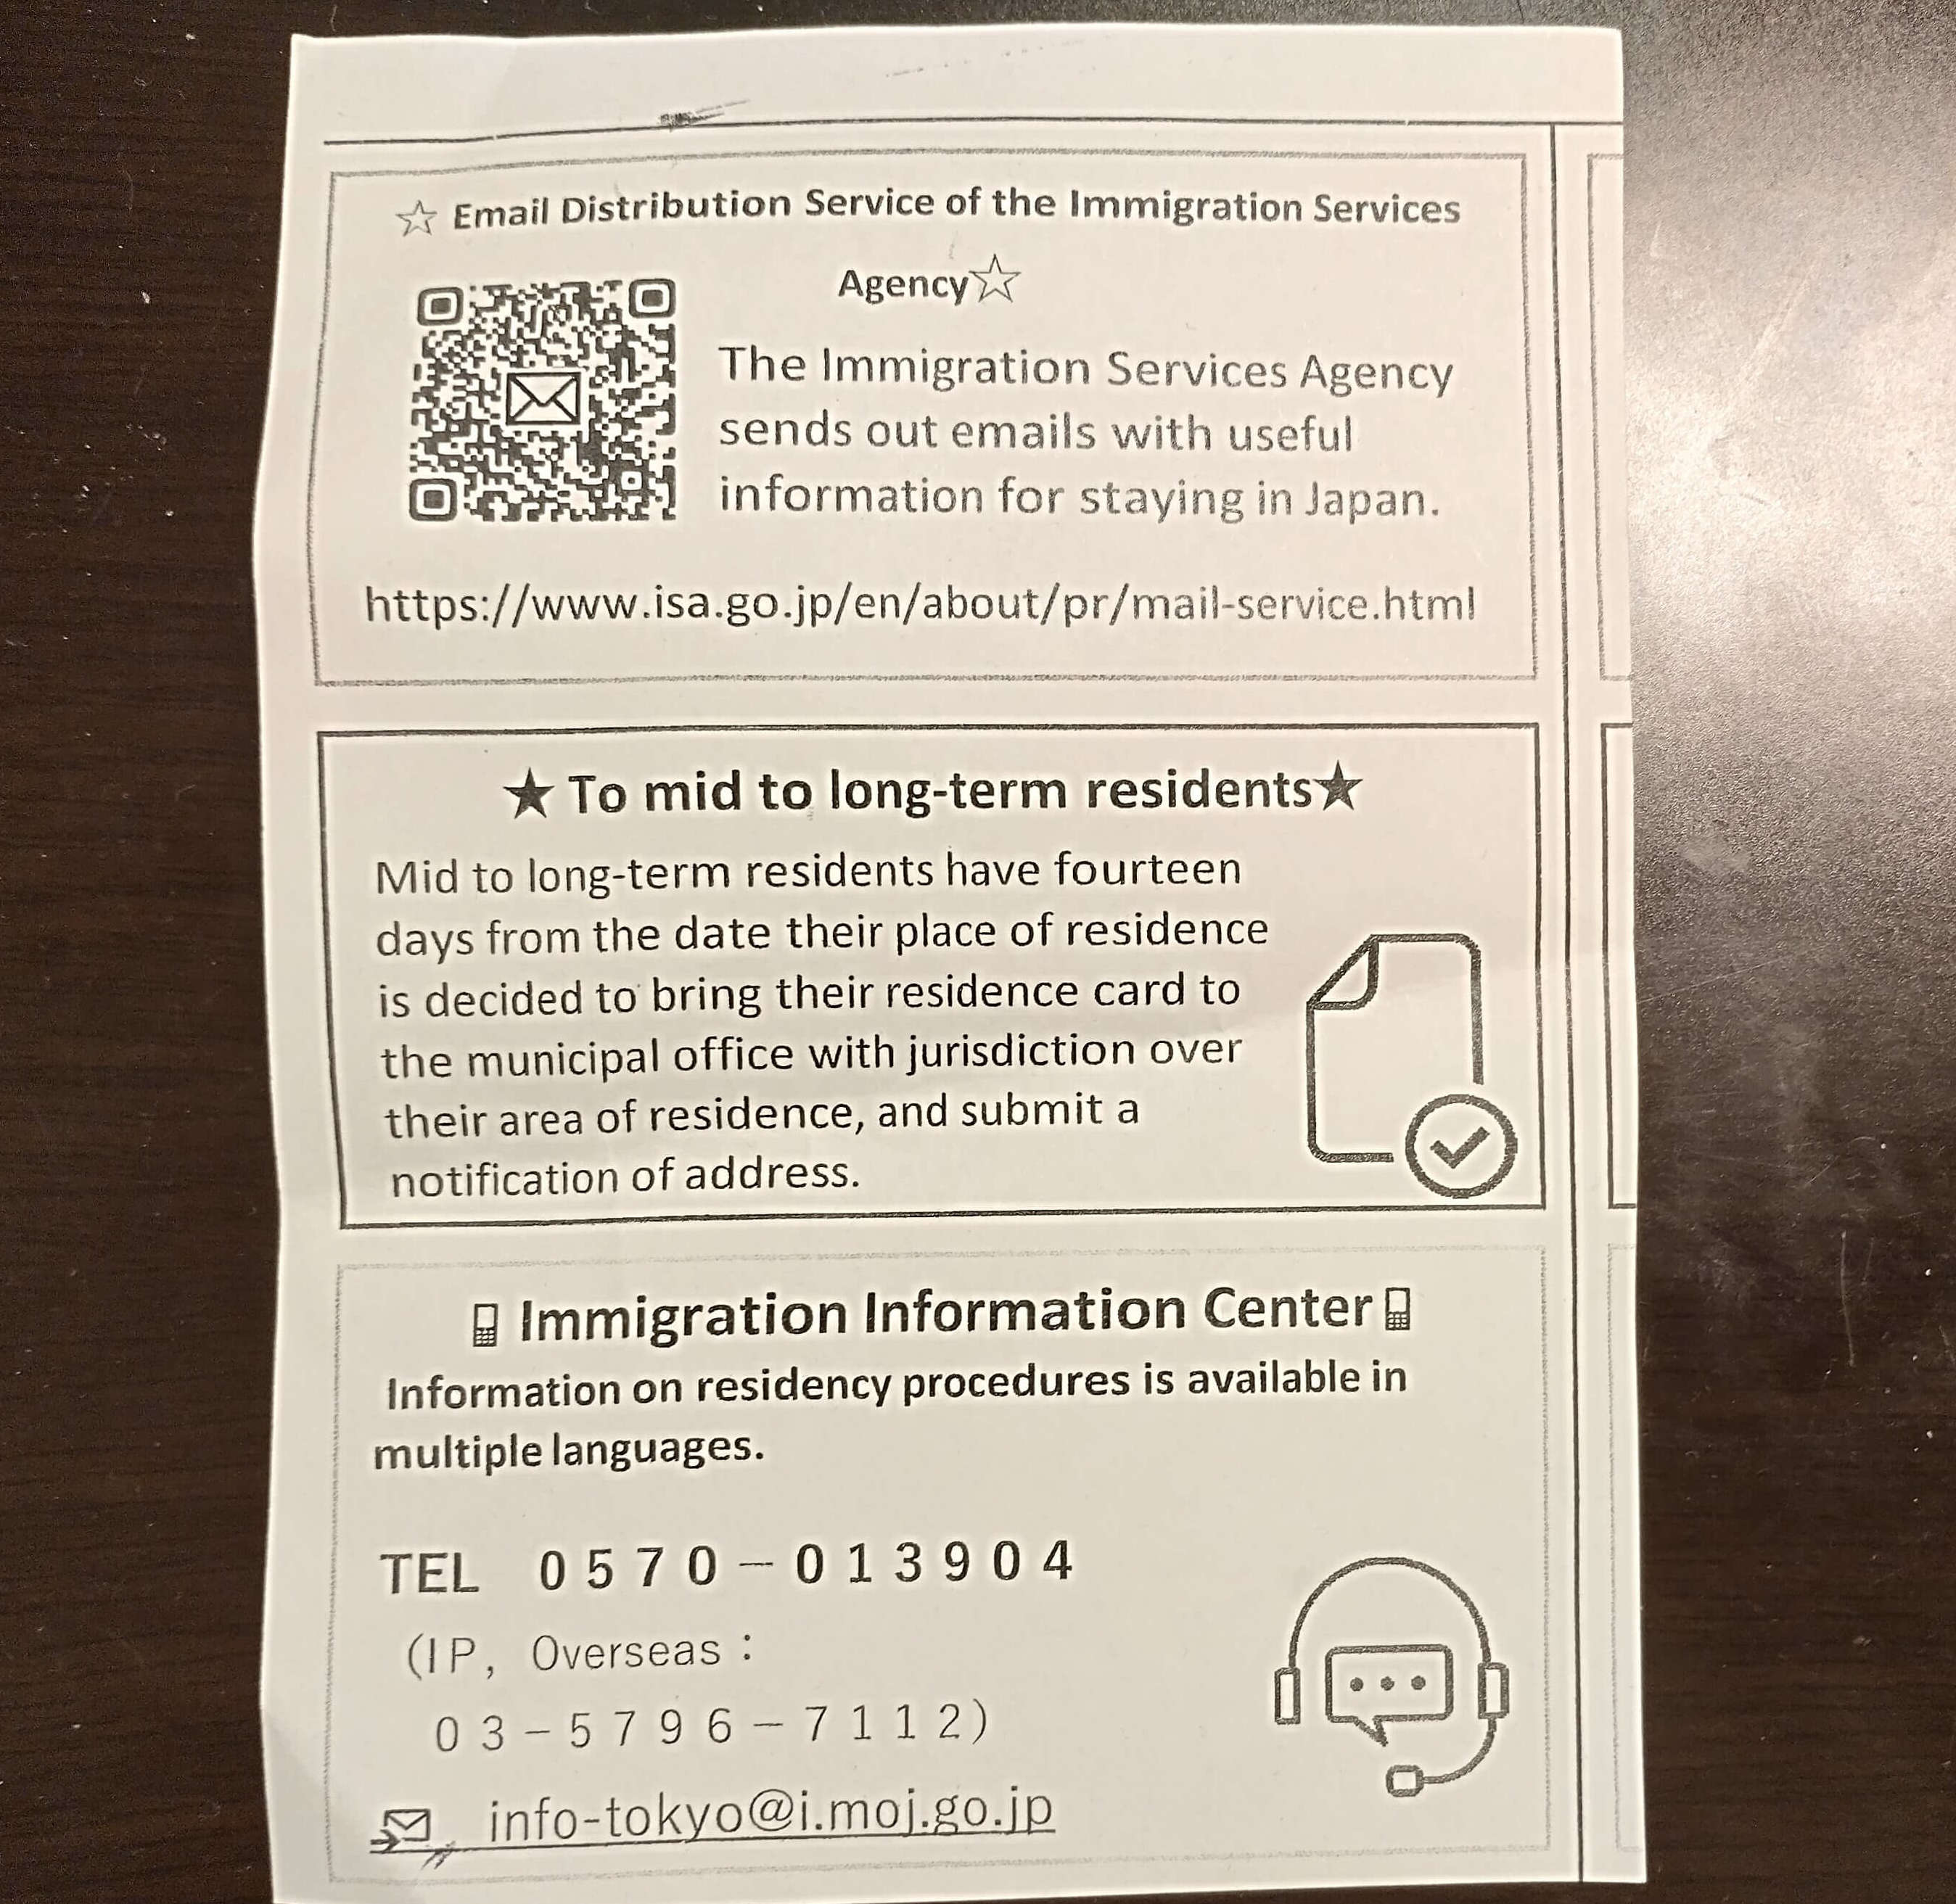 ☆ Email Distribution Service of the Immigration Services
Agency☆
The Immigration Services Agency
sends out emails with useful
information for staying in Japan.
https://www.isa.go.jp/en/about/pr/mail-service.html
★ To mid to long-term residents★
Mid to long-term residents have fourteen
days from the date their place of residence
is decided to bring their residence card to
the municipal office with jurisdiction over
their area of residence, and submit a
notification of address.
Immigration Information Center
Information on residency procedures is available in
multiple languages.
TEL 0570-013904
(IP, Overseas:
03-5796-7112)
info-tokyo@i.moj.go.jp